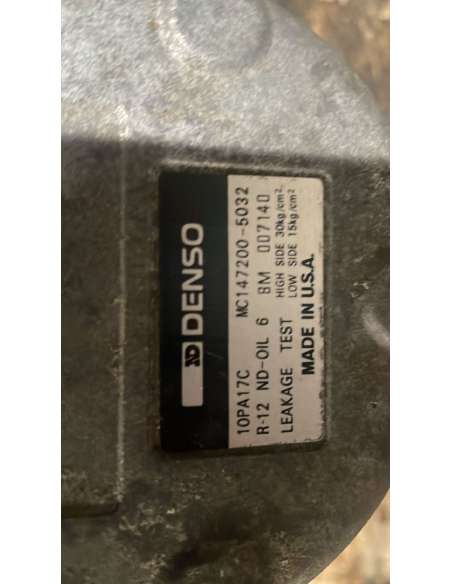 ND DENSO
10PA17C MC147200-5032
R-12 ND-OIL 6 8M 007140
LEAKAGE TEST HIGH SIDE 30kg/cm²,
LOW SIDE 15kg/cm²
MADE IN U.S.A.